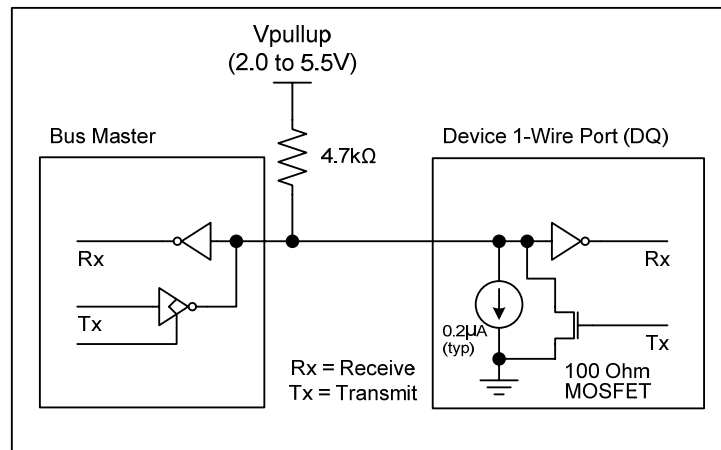 Vpullup
(2.0 to 5.5V)
Bus Master
Device 1-Wire Port (DQ)
4.7kΩ
Rx
Rx
Tx
0.2µA
(typ)
Tx
Rx = Receive
Tx = Transmit
100 Ohm
MOSFET